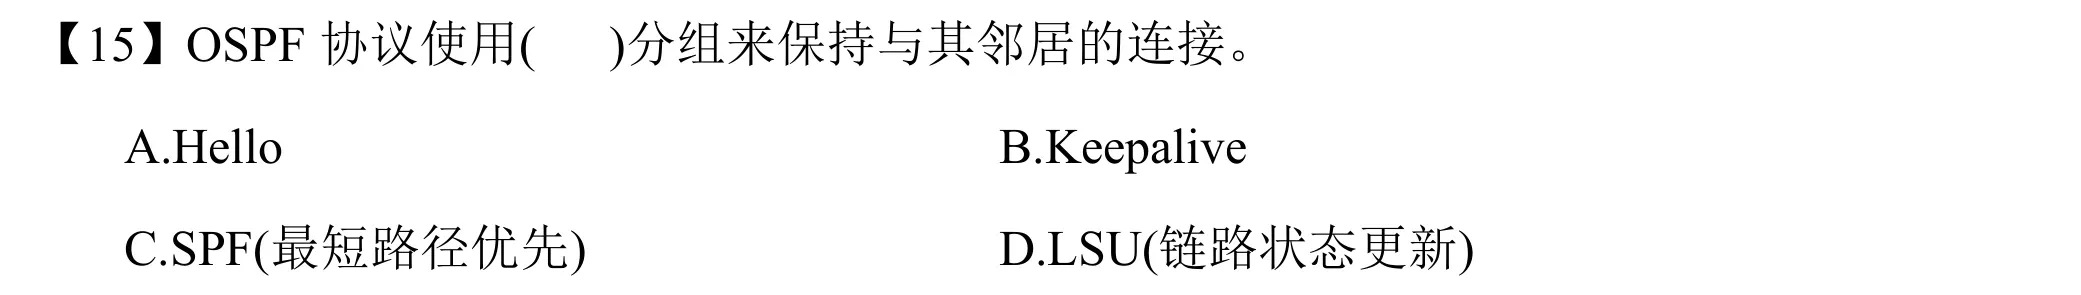 【15】OSPF 协议使用(　　)分组来保持与其邻居的连接。
A.Hello　　B.Keepalive
C.SPF(最短路径优先)　　D.LSU(链路状态更新)